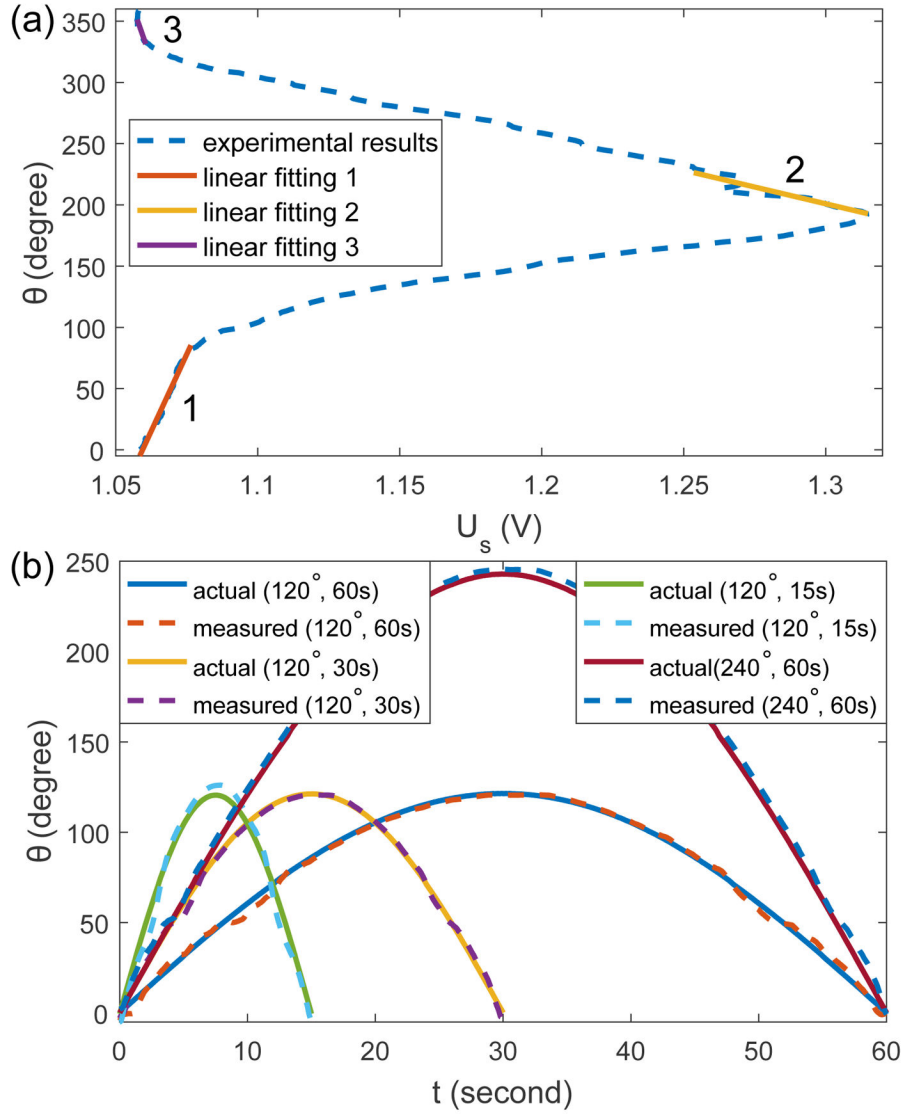 (a)
3
350
300
250
200
150
100
50
0
θ (degree)
experimental results
linear fitting 1
linear fitting 2
linear fitting 3
2
1
1.05 1.1 1.15 1.2 1.25 1.3
U_s (V)
(b)
250
200
150
100
50
0
θ (degree)
actual (120°, 60s)
measured (120°, 60s)
actual (120°, 30s)
measured (120°, 30s)
actual (120°, 15s)
measured (120°, 15s)
actual(240°, 60s)
measured (240°, 60s)
0 10 20 30 40 50 60
t (second)